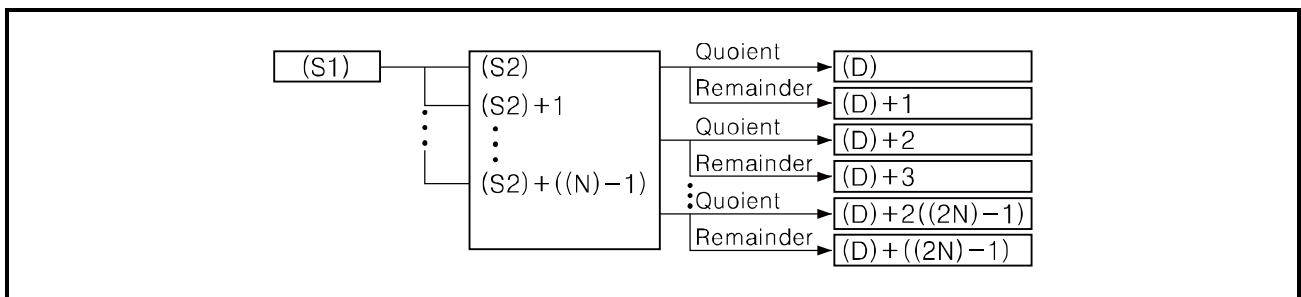 (S1)
(S2)
(S2)+1
(S2)+((N)-1)
Quoient
(D)
Remainder
(D)+1
Quoient
(D)+2
Remainder
(D)+3
Quoient
(D)+2((2N)-1)
Remainder
(D)+((2N)-1)